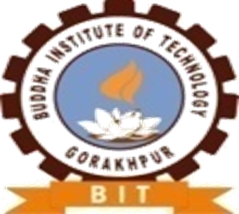 BUDDHA INSTITUTE OF TECHNOLOGY
GORAKHPUR
BIT